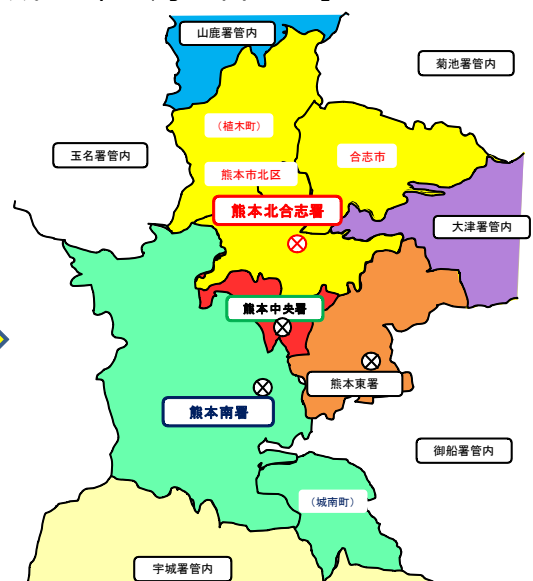 山鹿署管内
菊池署管内
（植木町）
玉名署管内
合志市
熊本市北区
熊本北合志署
大津署管内
熊本中央署
熊本東署
熊本南署
御船署管内
（城南町）
宇城署管内